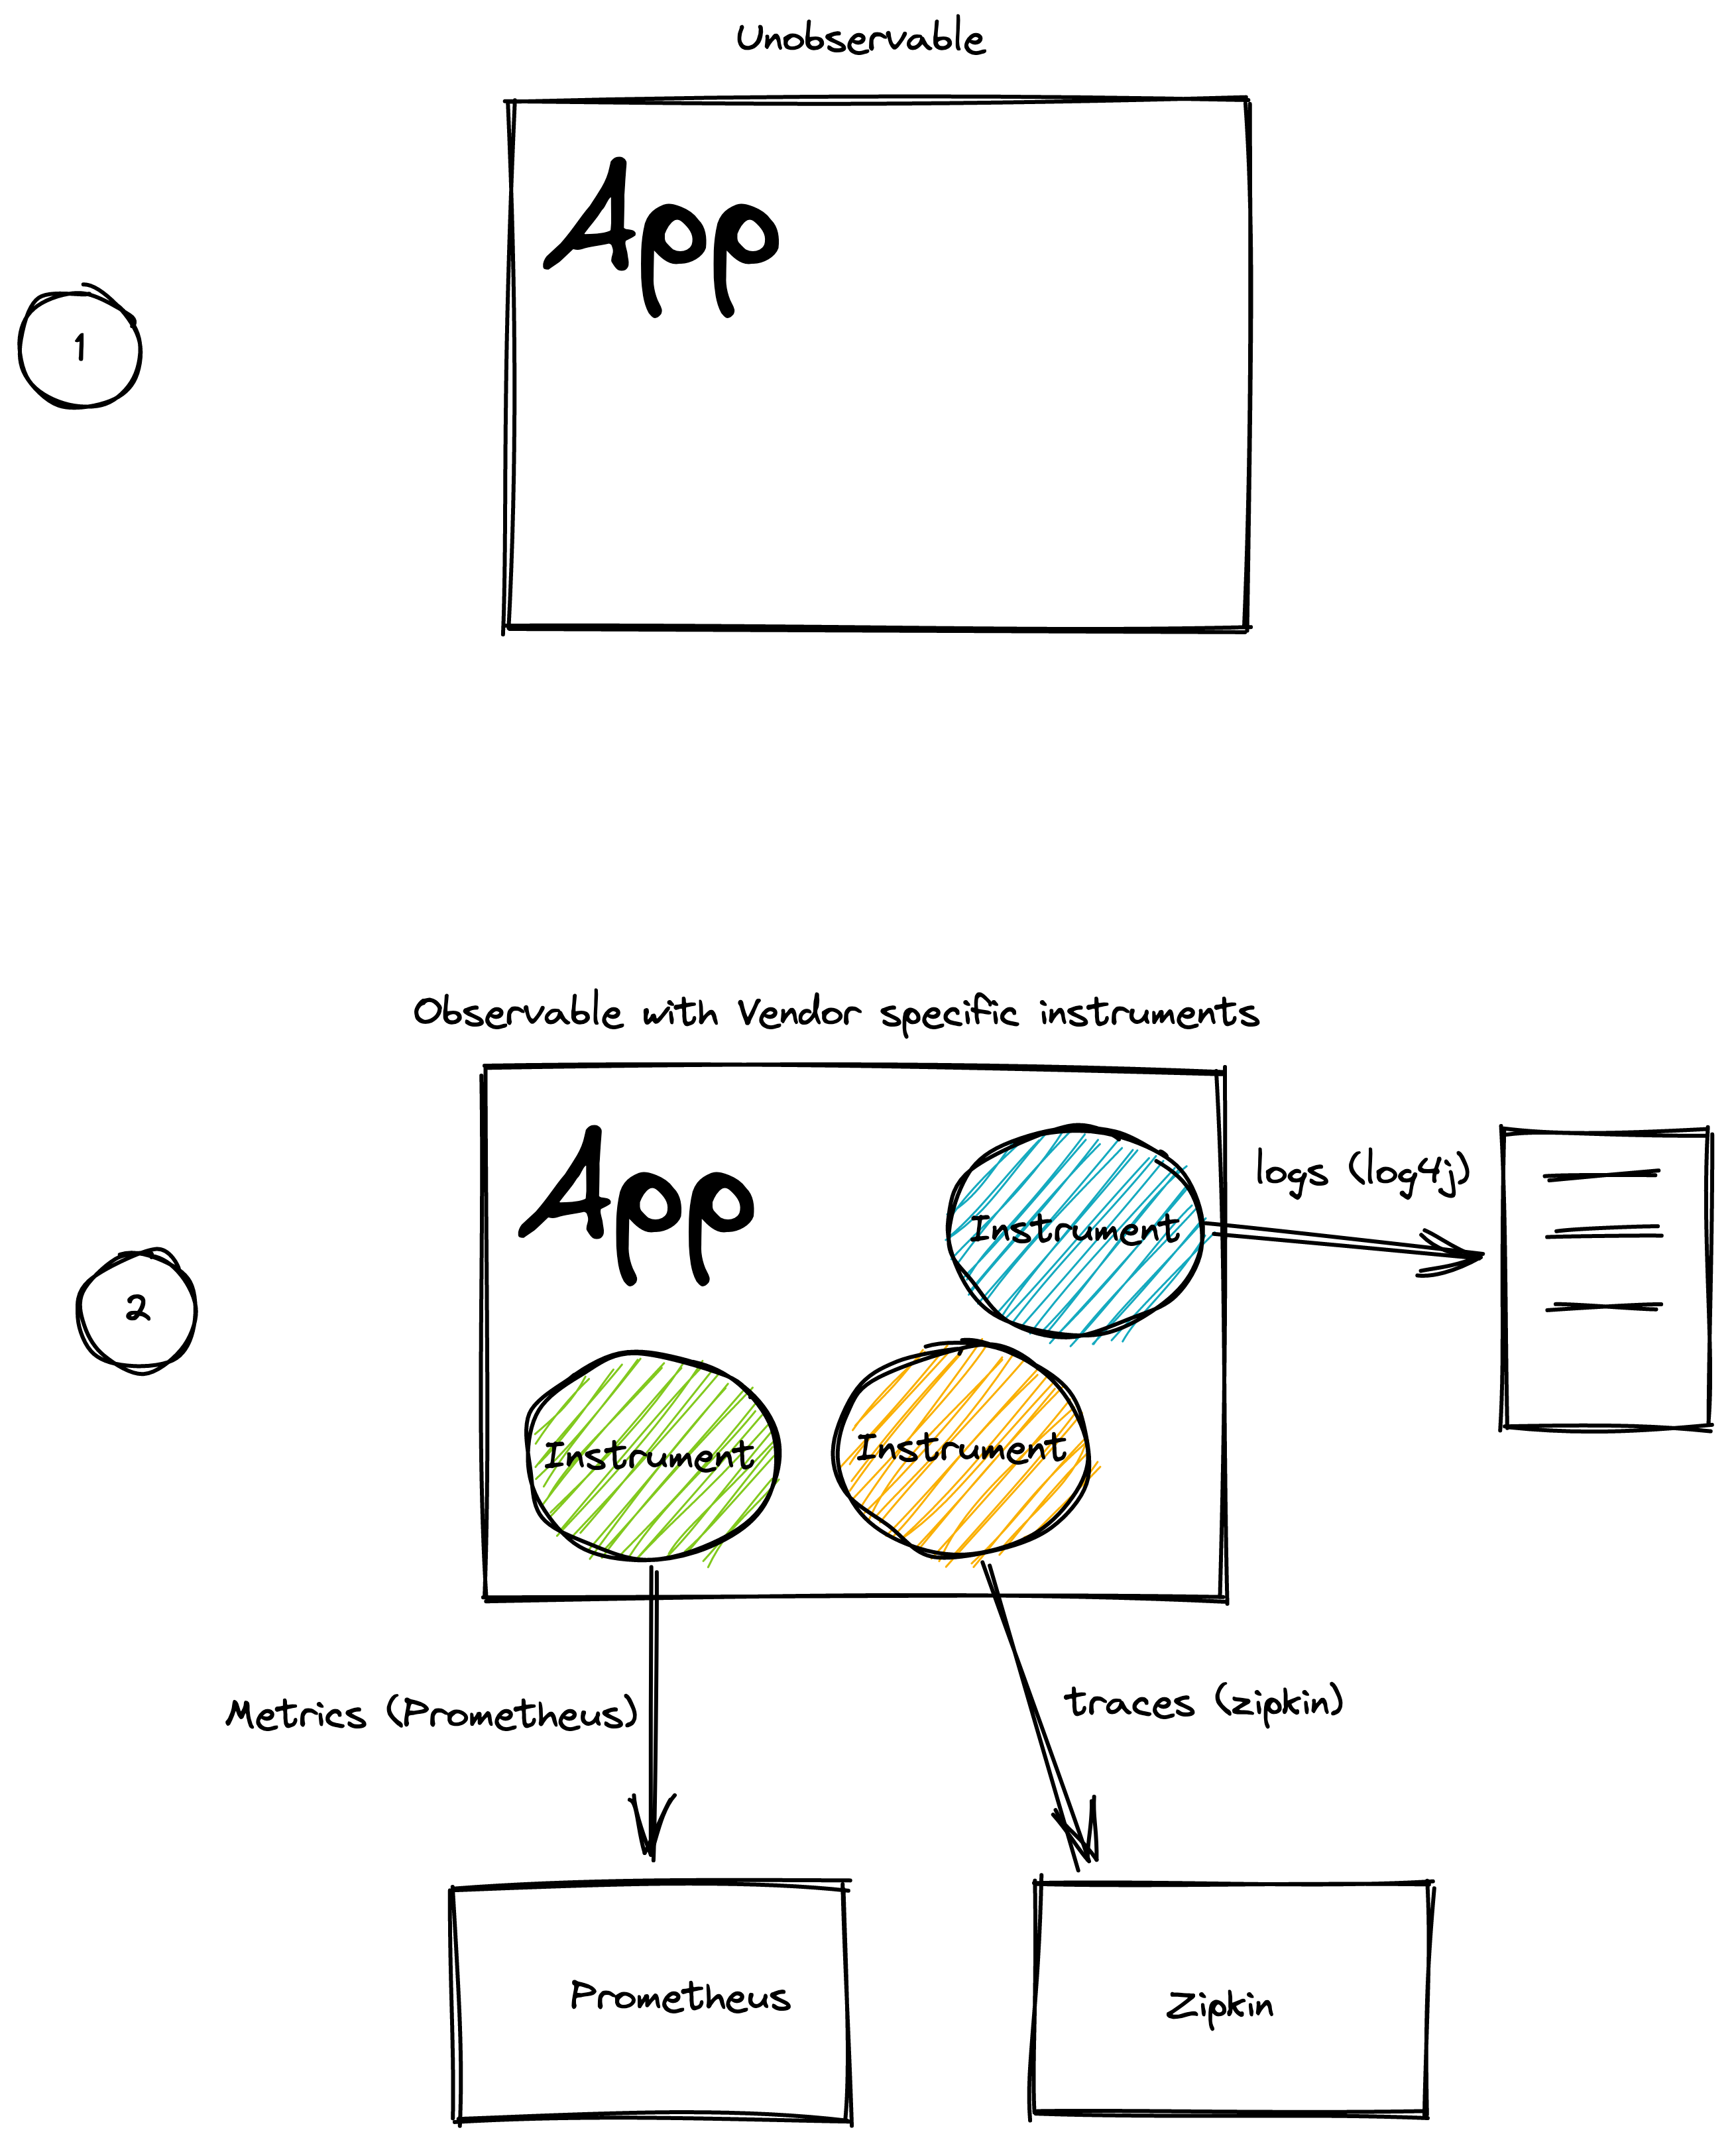 Unobservable
App
1
Observable with Vendor specific instruments
App
Instrument
logs (log4j)
2
Instrument
Instrument
Metrics (Prometheus)
traces (zipkin)
Prometheus
Zipkin